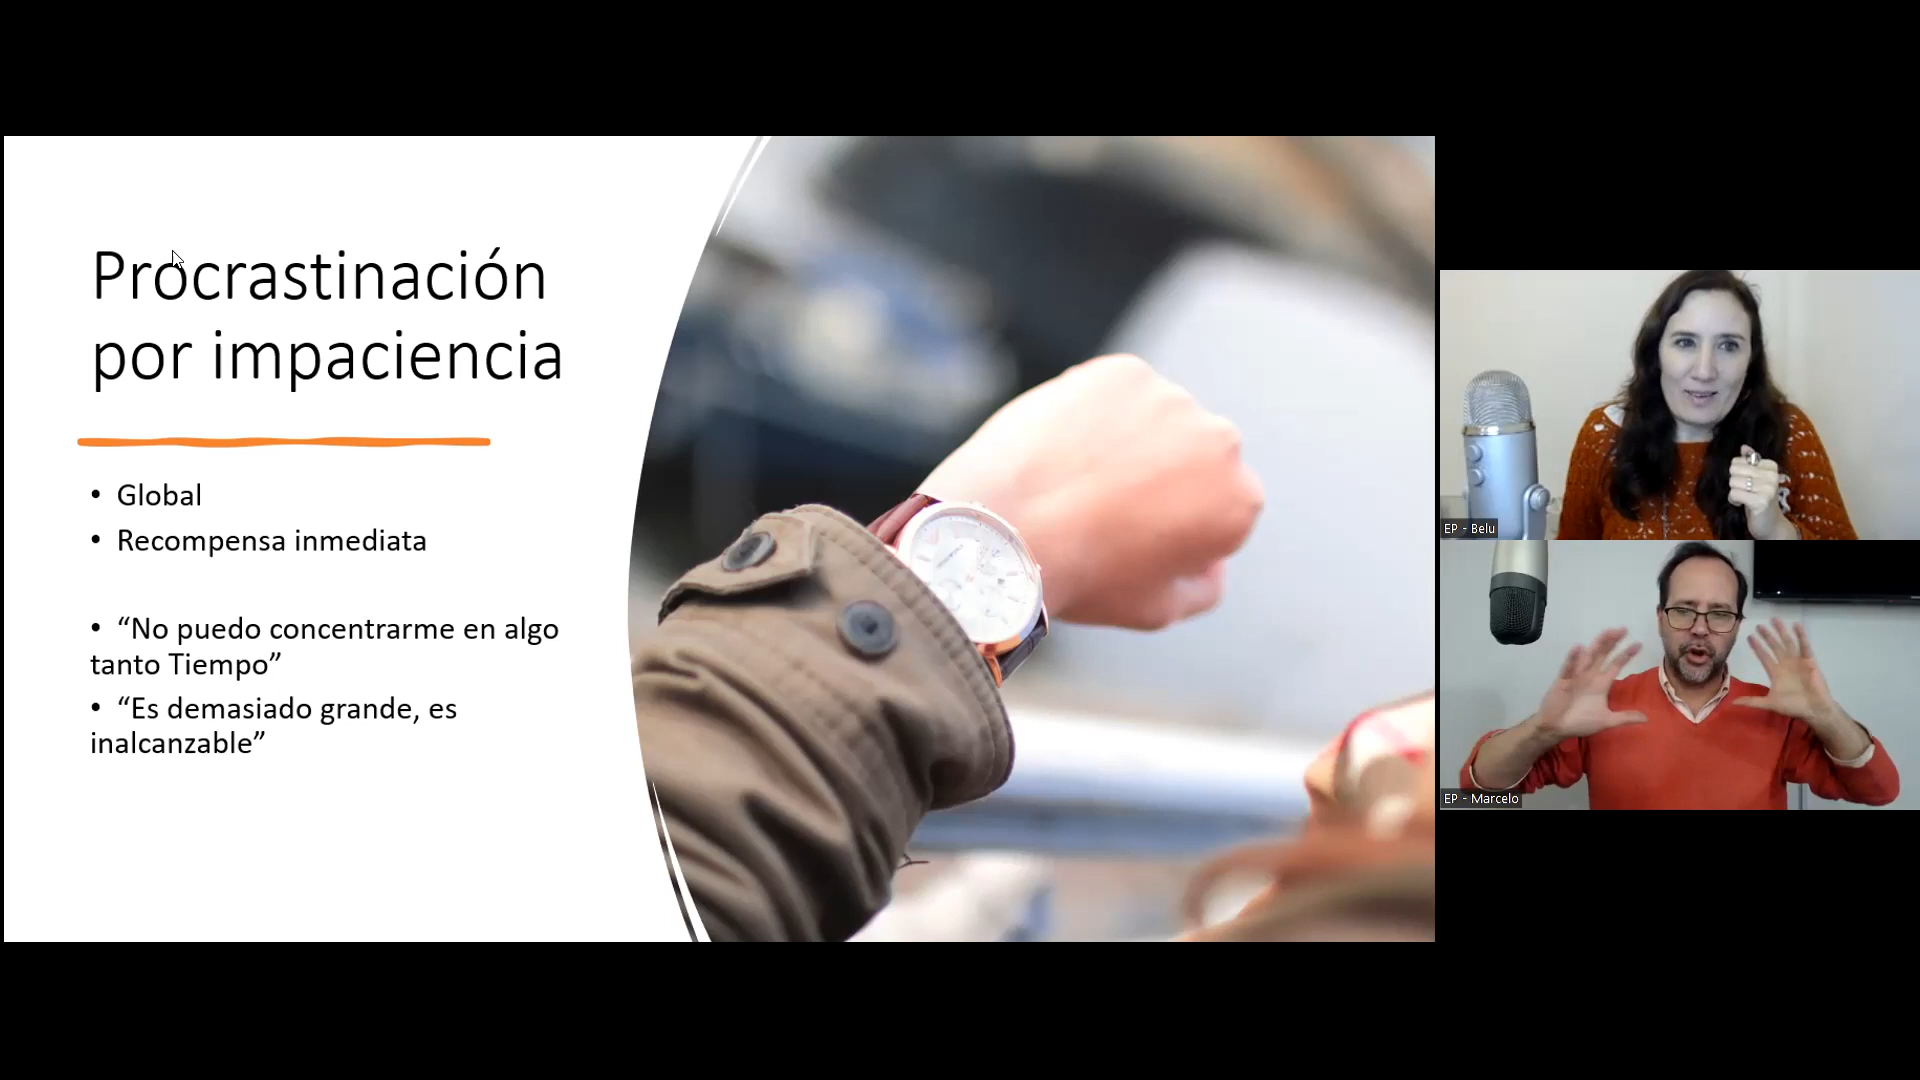 Procrastinación
por impaciencia
• Global
• Recompensa inmediata
• “No puedo concentrarme en algo
tanto Tiempo”
• “Es demasiado grande, es
inalcanzable”
EP - Belu
EP - Marcelo